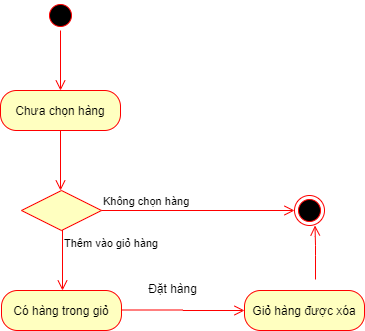 Chưa chọn hàng
Không chọn hàng
Thêm vào giỏ hàng
Đặt hàng
Có hàng trong giỏ
Giỏ hàng được xóa